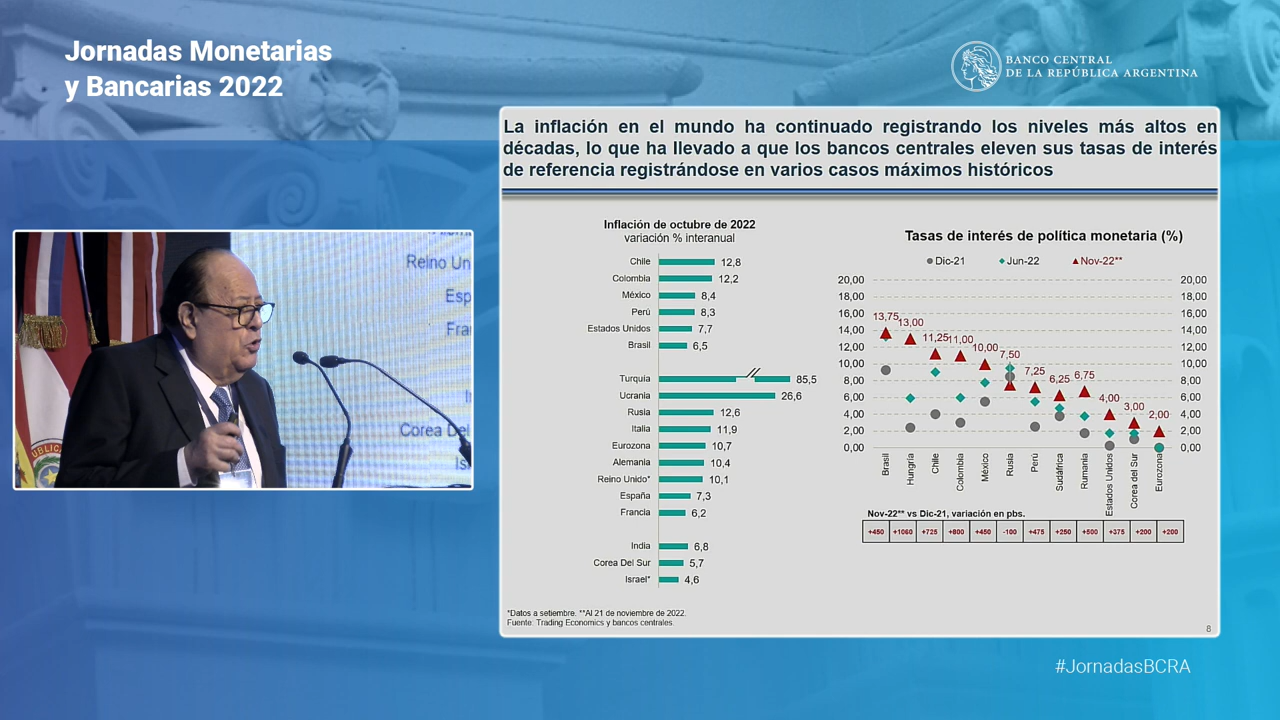 Jornadas Monetarias
y Bancarias 2022
BANCO CENTRAL
DE LA REPÚBLICA ARGENTINA
La inflación en el mundo ha continuado registrando los niveles más altos en
décadas, lo que ha llevado a que los bancos centrales eleven sus tasas de interés
de referencia registrándose en varios casos máximos históricos
Inflación de octubre de 2022
variación % interanual
Chile 12,8
Colombia 12,2
México 8,4
Perú 8,3
Estados Unidos 7,7
Brasil 6,5
Turquía 85,5
Ucrania 26,6
Rusia 12,6
Italia 11,9
Eurozona 10,7
Alemania 10,4
Reino Unido* 10,1
España 7,3
Francia 6,2
India 6,8
Corea Del Sur 5,7
Israel* 4,6
Tasas de interés de política monetaria (%)
Dic-21 Jun-22 Nov-22**
20,00 20,00
18,00 18,00
16,00 16,00
14,00 14,00
12,00 12,00
10,00 10,00
8,00 8,00
6,00 6,00
4,00 4,00
2,00 2,00
0,00 0,00
13,75 13,00 11,25 11,00 10,00 7,50 7,25 6,25 6,75 4,00 3,00 2,00
Brasil Hungría Chile Colombia México Rusia Perú Sudáfrica Rumania Estados Unidos Corea del Sur Eurozona
Nov-22** vs Dic-21, variación en pbs.
+450 +1060 +725 +800 +450 -100 +475 +250 +500 +375 +200 +200
*Datos a setiembre. **Al 21 de noviembre de 2022.
Fuente: Trading Economics y bancos centrales.
8
Reino Un
Esp
Fra
Corea Del
Is
#JornadasBCRA